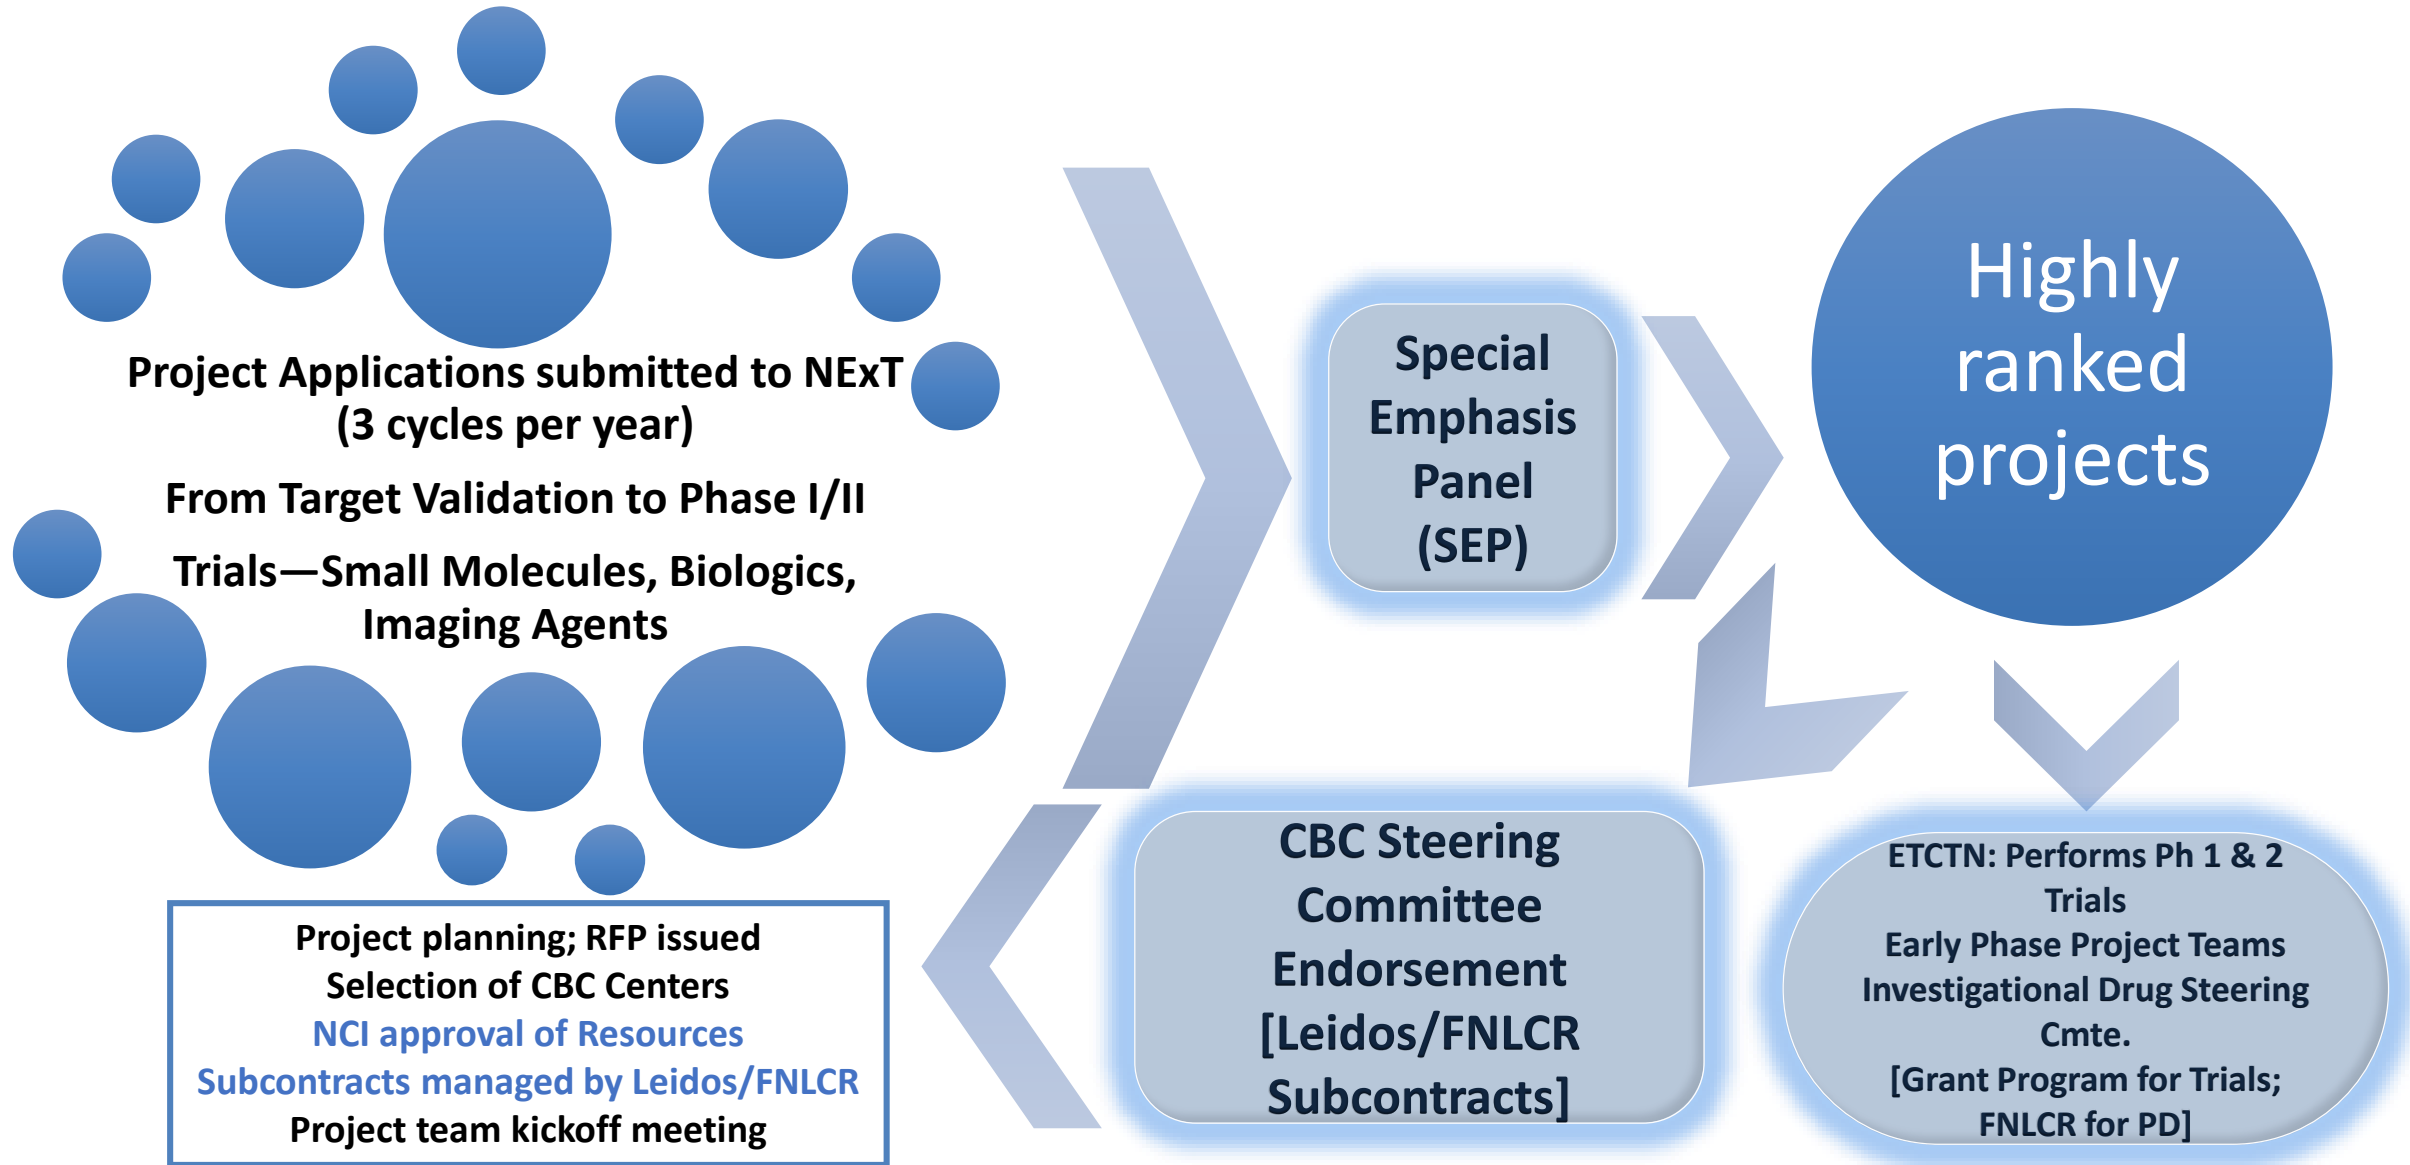 Project Applications submitted to NExT
(3 cycles per year)
From Target Validation to Phase I/II
Trials—Small Molecules, Biologics,
Imaging Agents
Special
Emphasis
Panel
(SEP)
Highly
ranked
projects
Project planning; RFP issued
Selection of CBC Centers
NCI approval of Resources
Subcontracts managed by Leidos/FNLCR
Project team kickoff meeting
CBC Steering
Committee
Endorsement
[Leidos/FNLCR
Subcontracts]
ETCTN: Performs Ph 1 & 2
Trials
Early Phase Project Teams
Investigational Drug Steering
Cmte.
[Grant Program for Trials;
FNLCR for PD]